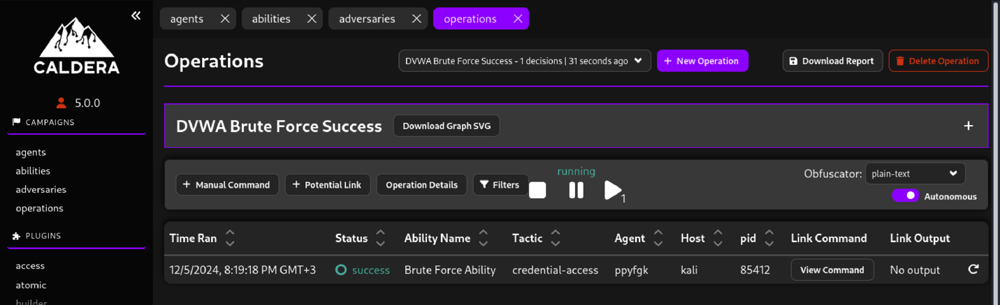 agents
abilities
adversaries
operations
CALDERA
Operations
DVWA Brute Force Success - 1 decisions | 31 seconds ago
+ New Operation
Download Report
Delete Operation
5.0.0
CAMPAIGNS
agents
abilities
adversaries
operations
PLUGINS
access
atomic
builder
DVWA Brute Force Success
Download Graph SVG
+
+ Manual Command
+ Potential Link
Operation Details
Filters
running
1
Obfuscator: plain-text
Autonomous
Time Ran Status Ability Name Tactic Agent Host pid Link Command Link Output
12/5/2024, 8:19:18 PM GMT+3 success Brute Force Ability credential-access ppyfgk kali 85412 View Command No output